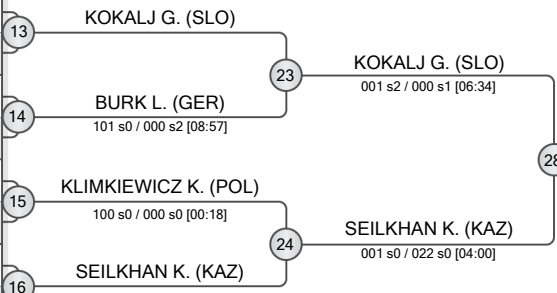 KOKALJ G. (SLO)
13
23
KOKALJ G. (SLO)
001 s2 / 000 s1 [06:34]
BURK L. (GER)
14
101 s0 / 000 s2 [08:57]
28
KLIMKIEWICZ K. (POL)
15
100 s0 / 000 s0 [00:18]
SEILKHAN K. (KAZ)
24
001 s0 / 022 s0 [04:00]
SEILKHAN K. (KAZ)
16